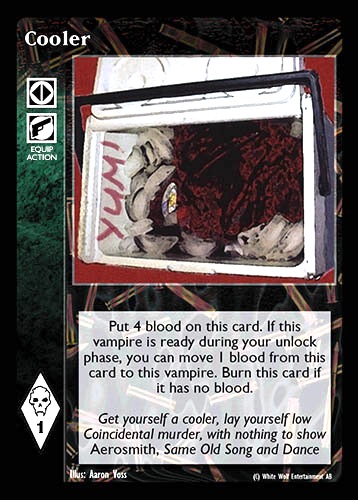 Cooler
EQUIP
ACTION
YUM!
Put 4 blood on this card. If this
vampire is ready during your unlock
phase, you can move 1 blood from this
card to this vampire. Burn this card if
it has no blood.
Get yourself a cooler, lay yourself low
Coincidental murder, with nothing to show
Aerosmith, Same Old Song and Dance
1
Illus: Aaron Voss
(C) White Wolf Entertainment AB